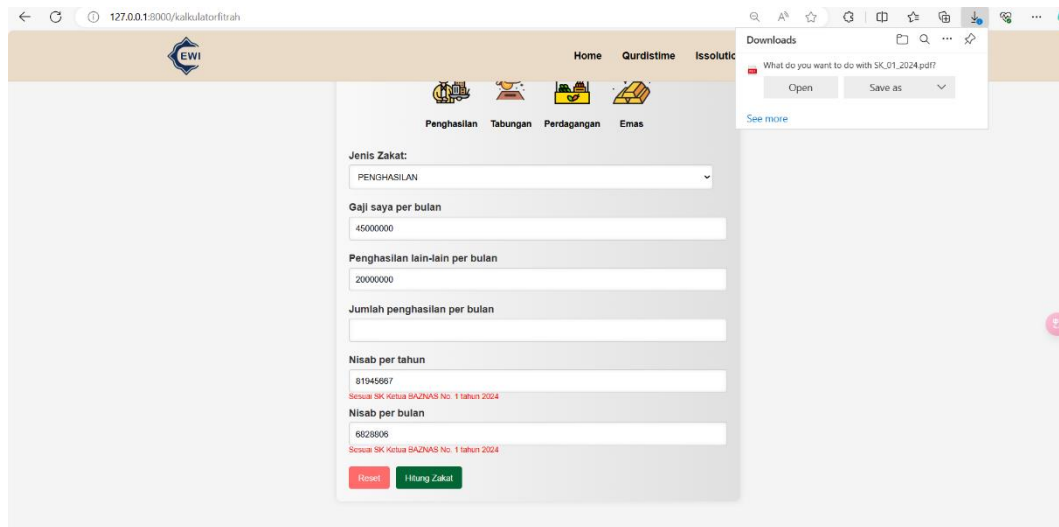 127.0.0.1:8000/kalkulatorfitrah
EWI
Home Qurdistime Issolutic
Downloads
What do you want to do with SK_01_2024.pdf?
Open Save as
See more
Penghasilan Tabungan Perdagangan Emas
Jenis Zakat:
PENGHASILAN
Gaji saya per bulan
45000000
Penghasilan lain-lain per bulan
20000000
Jumlah penghasilan per bulan
Nisab per tahun
81945667
Sesuai SK Ketua BAZNAS No. 1 tahun 2024
Nisab per bulan
6828806
Sesuai SK Ketua BAZNAS No. 1 tahun 2024
Reset Hitung Zakat